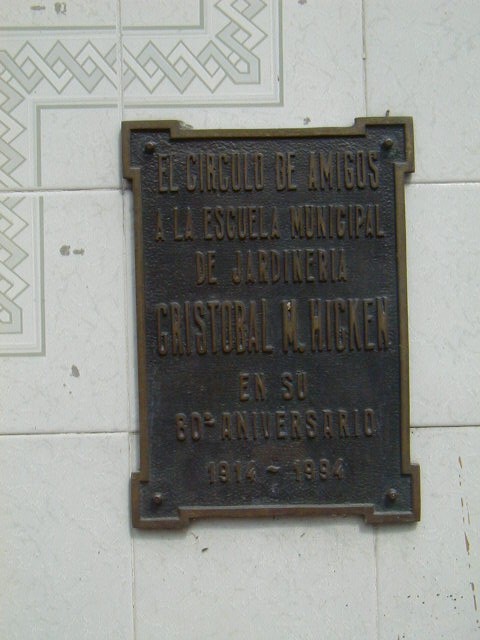 EL CIRCULO DE AMIGOS
A LA ESCUELA MUNICIPAL
DE JARDINERIA
CRISTOBAL M. HICKEN
EN SU
80º ANIVERSARIO
1914 ~ 1994